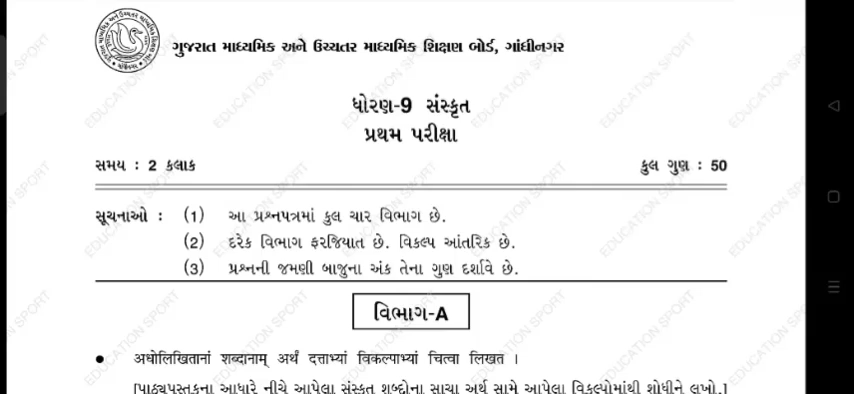 ગુજરાત માધ્યમિક અને ઉચ્ચતર માધ્યમિક શિક્ષણ બોર્ડ, ગાંધીનગર
ધોરણ-9 સંસ્કૃત
પ્રથમ પરીક્ષા
સમય : 2 કલાક કુલ ગુણ : 50
સૂચનાઓ : (1) આ પ્રશ્નપત્રમાં કુલ ચાર વિભાગ છે.
(2) દરેક વિભાગ ફરજિયાત છે. વિકલ્પ આંતરિક છે.
(3) પ્રશ્નની જમણી બાજુના અંક તેના ગુણ દર્શાવે છે.
વિભાગ-A
• अधोलिखितानां शब्दानाम् अर्थं दत्ताभ्यां विकल्पाभ्यां चित्वा लिखत ।
[પાઠ્યપુસ્તકના આધારે નીચે આપેલા સંસ્કૃત શબ્દોના સાચા અર્થ સામે આપેલા વિકલ્પોમાંથી શોધીને લખો.]
EDUCATION SPORT